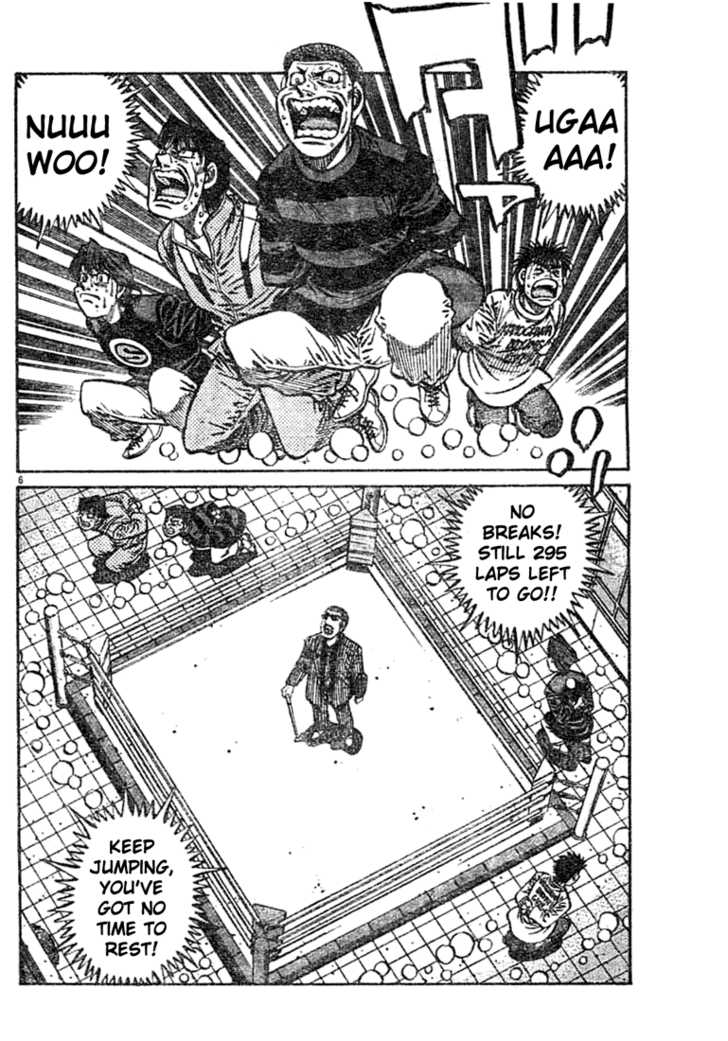 UGAA
AAA!
NUUU
WOO!
6
NO
BREAKS!
STILL 295
LAPS LEFT
TO GO!!
KEEP
JUMPING,
YOU'VE
GOT NO
TIME TO
REST!